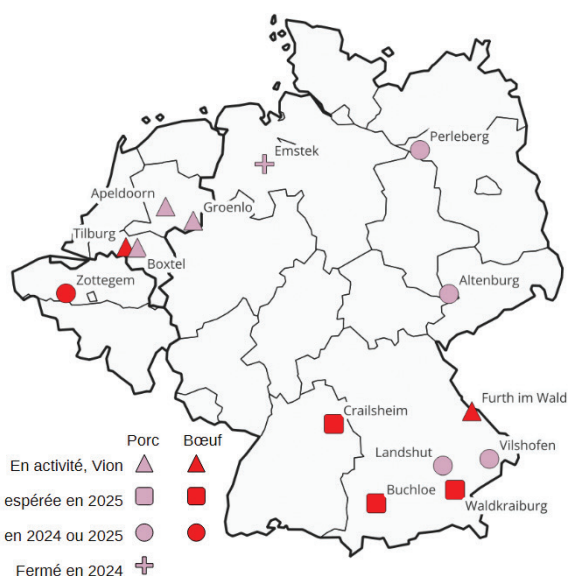 Emstek
Perleberg
Apeldoorn
Groenlo
Tilburg
Boxtel
Zottegem
Altenburg
Furth im Wald
Crailsheim
Porc Bœuf
Vilshofen
Landshut
En activité, Vion
Buchloe
espérée en 2025
Waldkraiburg
en 2024 ou 2025
Fermé en 2024